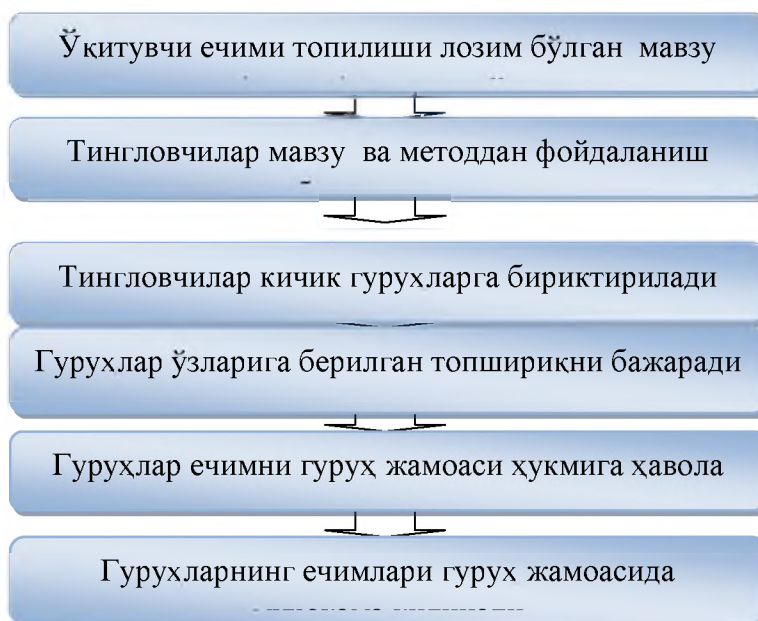 Ўқитувчи ечими топилиши лозим бўлган мавзу
Тингловчилар мавзу ва методдан фойдаланиш
Тингловчилар кичик гурухларга бириктирилади
Гурухлар ўзларига берилган топшириқни бажаради
Гуруҳлар ечимни гуруҳ жамоаси ҳукмига ҳавола
Гурухларнинг ечимлари гурух жамоасида